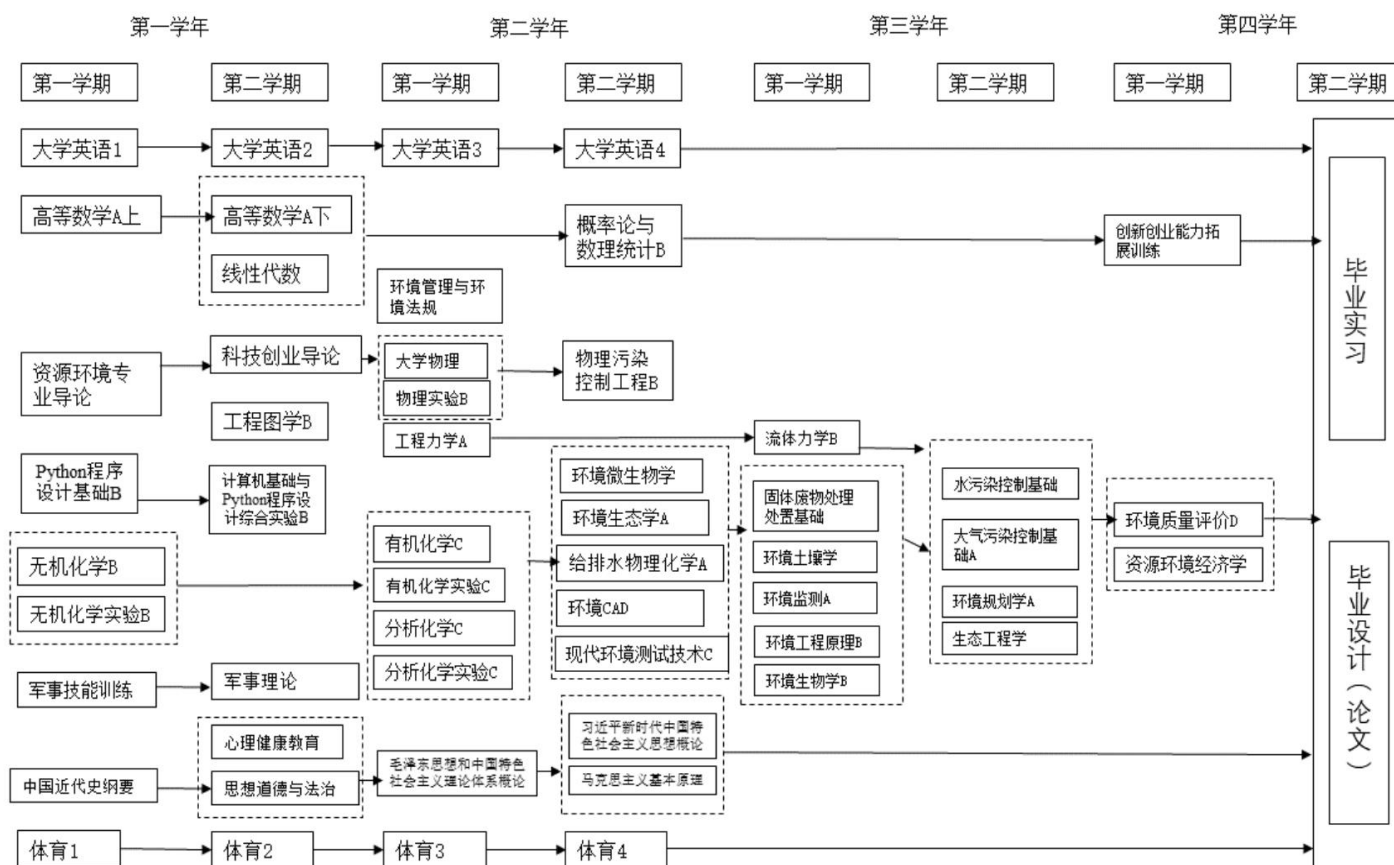 第一学年 第二学年 第三学年 第四学年
第一学期 第二学期 第一学期 第二学期 第一学期 第二学期 第一学期 第二学期
大学英语1 大学英语2 大学英语3 大学英语4
高等数学A上 高等数学A下
线性代数
概率论与
数理统计B
创新创业能力拓
展训练
环境管理与环
境法规
资源环境专
业导论
科技创业导论
大学物理
物理实验B
物理污染
控制工程B
工程图学B
工程力学A
流体力学B
Python程序
设计基础B
计算机基础与
Python程序设
计综合实验B
无机化学B
无机化学实验B
有机化学C
有机化学实验C
分析化学C
分析化学实验C
环境微生物学
环境生态学A
给排水物理化学A
环境CAD
现代环境测试技术C
固体废物处理
处置基础
环境土壤学
环境监测A
环境工程原理B
环境生物学B
水污染控制基础
大气污染控制基
础A
环境规划学A
生态工程学
环境质量评价D
资源环境经济学
军事技能训练 军事理论
中国近代史纲要
心理健康教育
思想道德与法治
毛泽东思想和中国特色
社会主义理论体系概论
习近平新时代中国特
色社会主义思想概论
马克思主义基本原理
体育1 体育2 体育3 体育4
毕业实习
毕业设计（论文）